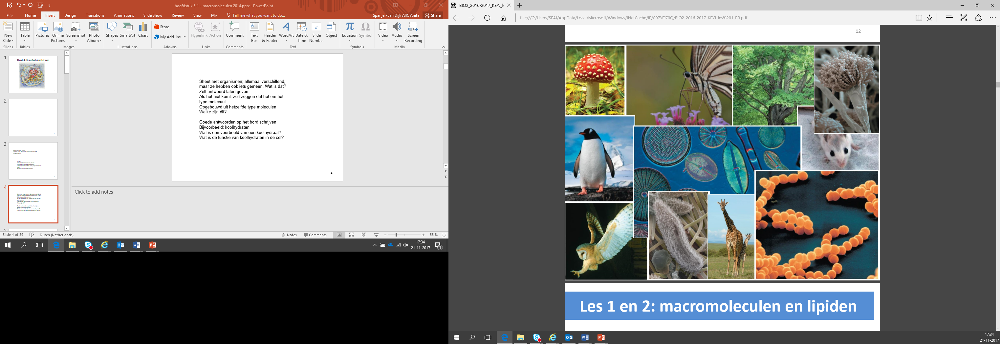 hoofdstuk 5-1 - macromoleculen 2014.pptx - PowerPoint
File Home Insert Design Transitions Animations Slide Show Review View Mix Tell me what you want to do... Spanjer-van Dijk AIR, Anita Share
New Slide
Table
Pictures
Online Pictures
Screenshot
Photo Album
Shapes
SmartArt
Chart
Store
My Add-ins
Hyperlink
Action
Comment
Text Box
Header & Footer
WordArt
Date & Time
Slide Number
Object
Equation
Symbol
Video
Audio
Screen Recording
Slides Tables Images Illustrations Add-ins Links Comments Text Symbols Media
1
Biologie 2 : De cel, fabriek van het leven
2
3
4
5
Sheet met organismen; allemaal verschillend,
maar ze hebben ook iets gemeen. Wat is dat?
Zelf antwoord laten geven.
Als het niet komt: zelf zeggen dat het om het
type molecuul
Opgebouwd uit hetzelfde type moleculen
Welke zijn dit?
Goede antwoorden op het bord schrijven
Bijvoorbeeld: koolhydraten
Wat is een voorbeeld van een koolhydraat?
Wat is de functie van koolhydraten in de cel?
4
Click to add notes
Slide 4 of 39 Dutch (Netherlands) Notes Comments 55 %
17:34
21-11-2017
1
BIO2_2016-2017_KEYJ_l
file:///C:/Users/SPAI/AppData/Local/Microsoft/Windows/INetCache/IE/C97YO70Q/BIO2_2016-2017_KEYJ_les%201_BB.pdf
12
Les 1 en 2: macromoleculen en lipiden
17:34
21-11-2017